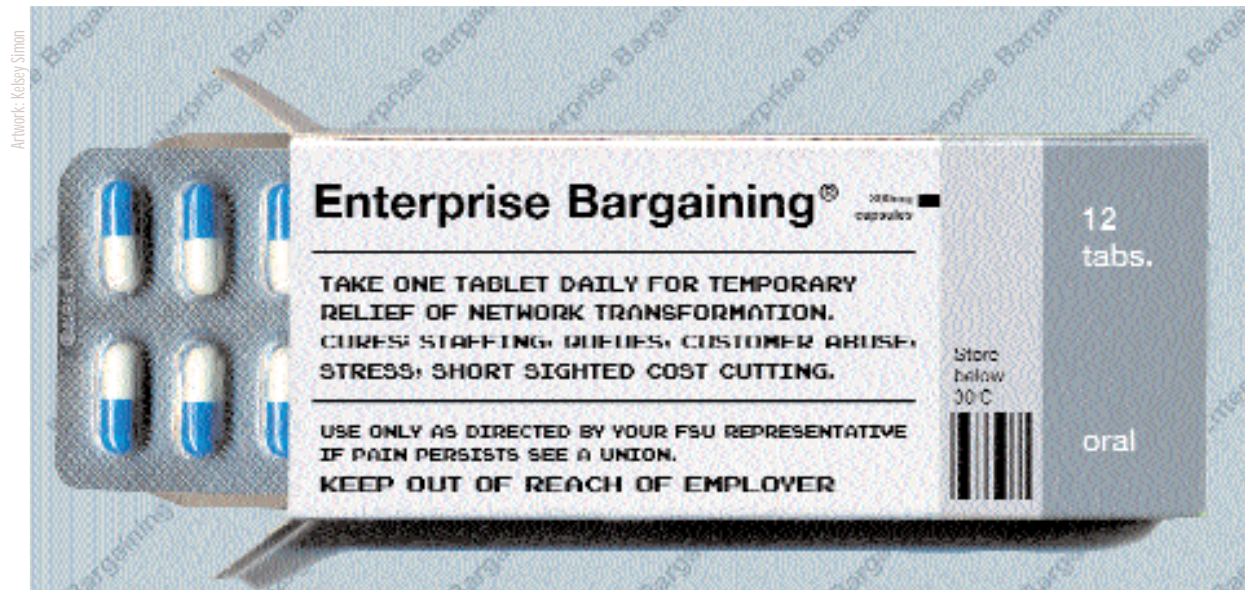 Artwork: Kelsey Simon
Enterprise Bargaining®
capsules
TAKE ONE TABLET DAILY FOR TEMPORARY
RELIEF OF NETWORK TRANSFORMATION.
CURES: STAFFING, QUEUES, CUSTOMER ABUSE,
STRESS, SHORT SIGHTED COST CUTTING.
USE ONLY AS DIRECTED BY YOUR FSU REPRESENTATIVE
IF PAIN PERSISTS SEE A UNION.
KEEP OUT OF REACH OF EMPLOYER
Store
below
30°C
12
tabs.
oral